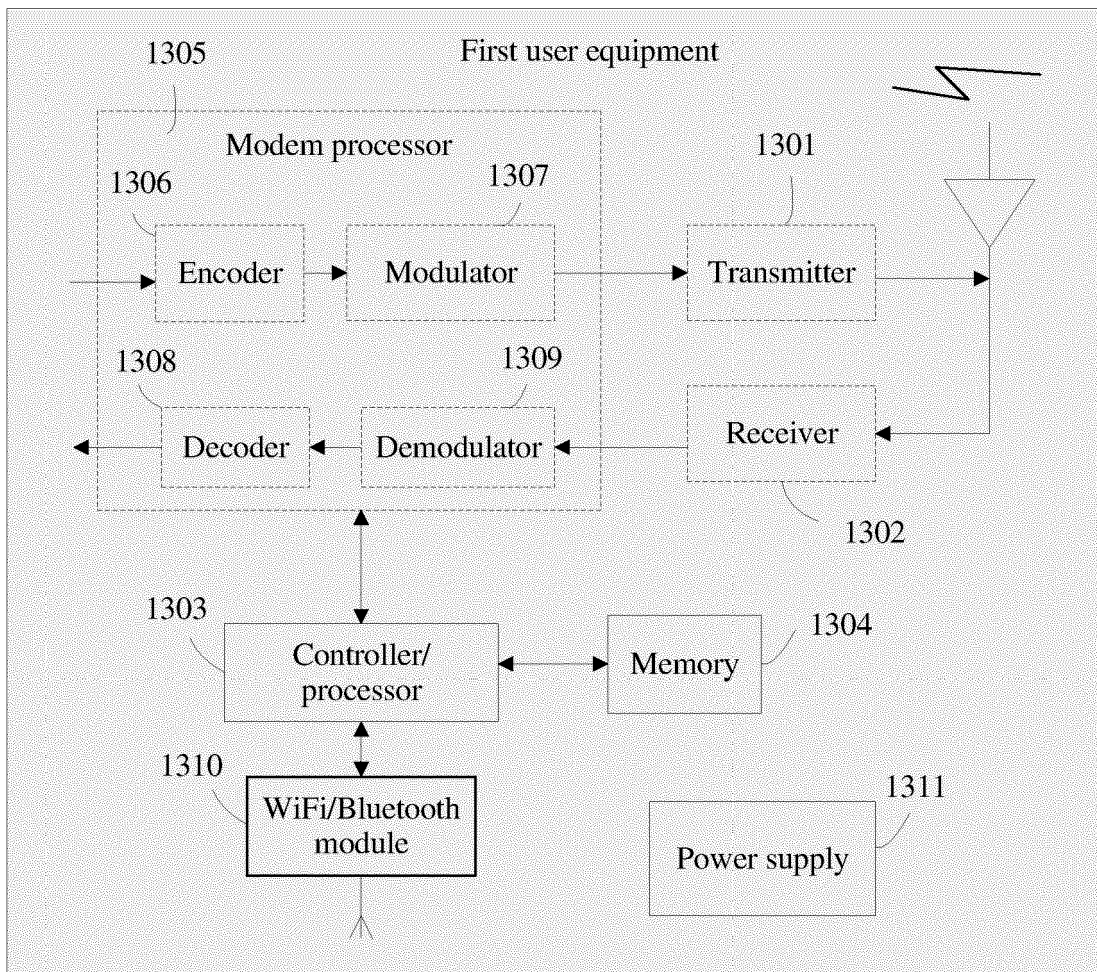 First user equipment
1305
Modem processor
1301
1306
1307
Encoder
Modulator
Transmitter
1308
1309
Decoder
Demodulator
Receiver
1302
1303
1304
Controller/
processor
Memory
1310
WiFi/Bluetooth
module
1311
Power supply